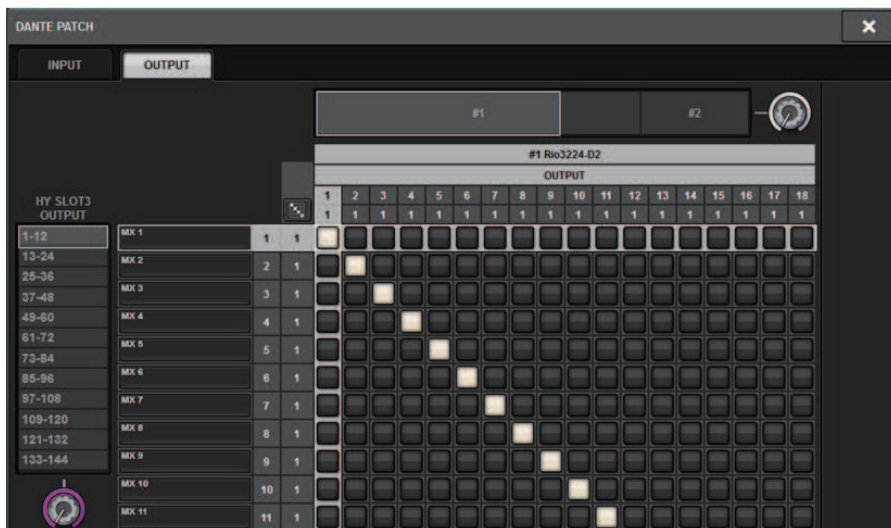 DANTE PATCH
INPUT OUTPUT
#1 #2
#1 Rio3224-D2
OUTPUT
1 2 3 4 5 6 7 8 9 10 11 12 13 14 15 16 17 18
1 1 1 1 1 1 1 1 1 1 1 1 1 1 1 1 1 1
HY SLOT3
OUTPUT
1-12
13-24
25-36
37-48
49-60
61-72
73-84
85-96
97-108
109-120
121-132
133-144
MX 1 1 1
MX 2 2 1
MX 3 3 1
MX 4 4 1
MX 5 5 1
MX 6 6 1
MX 7 7 1
MX 8 8 1
MX 9 9 1
MX 10 10 1
MX 11 11 1